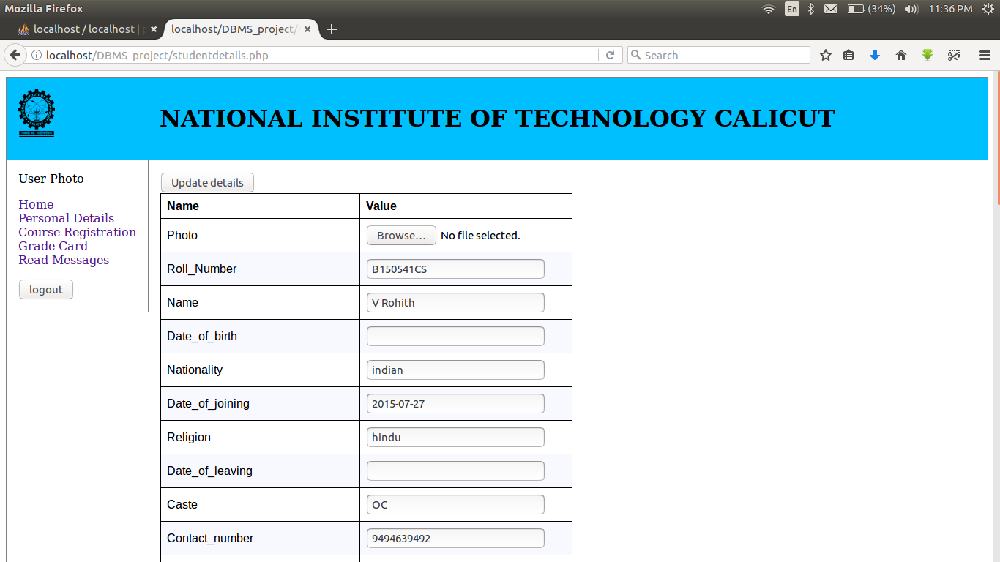 Mozilla Firefox En (34%) 11:36 PM
localhost / localhost | localhost/DBMS_project/
localhost/DBMS_project/studentdetails.php Search
CALICUT
NATIONAL INSTITUTE OF TECHNOLOGY CALICUT
User Photo
Home
Personal Details
Course Registration
Grade Card
Read Messages
logout
Update details
Name Value
Photo Browse... No file selected.
Roll_Number B150541CS
Name V Rohith
Date_of_birth
Nationality indian
Date_of_joining 2015-07-27
Religion hindu
Date_of_leaving
Caste OC
Contact_number 9494639492